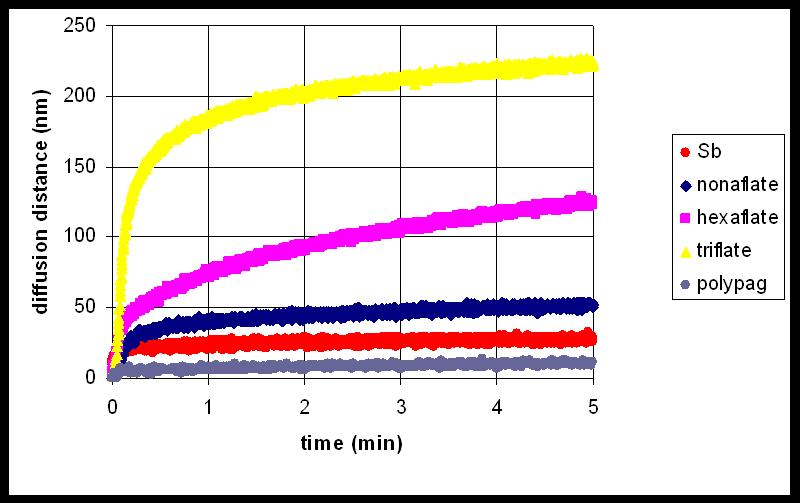 250
200
150
100
50
0
diffusion distance (nm)
0 1 2 3 4 5
time (min)
Sb
nonaflate
hexaflate
triflate
polypag